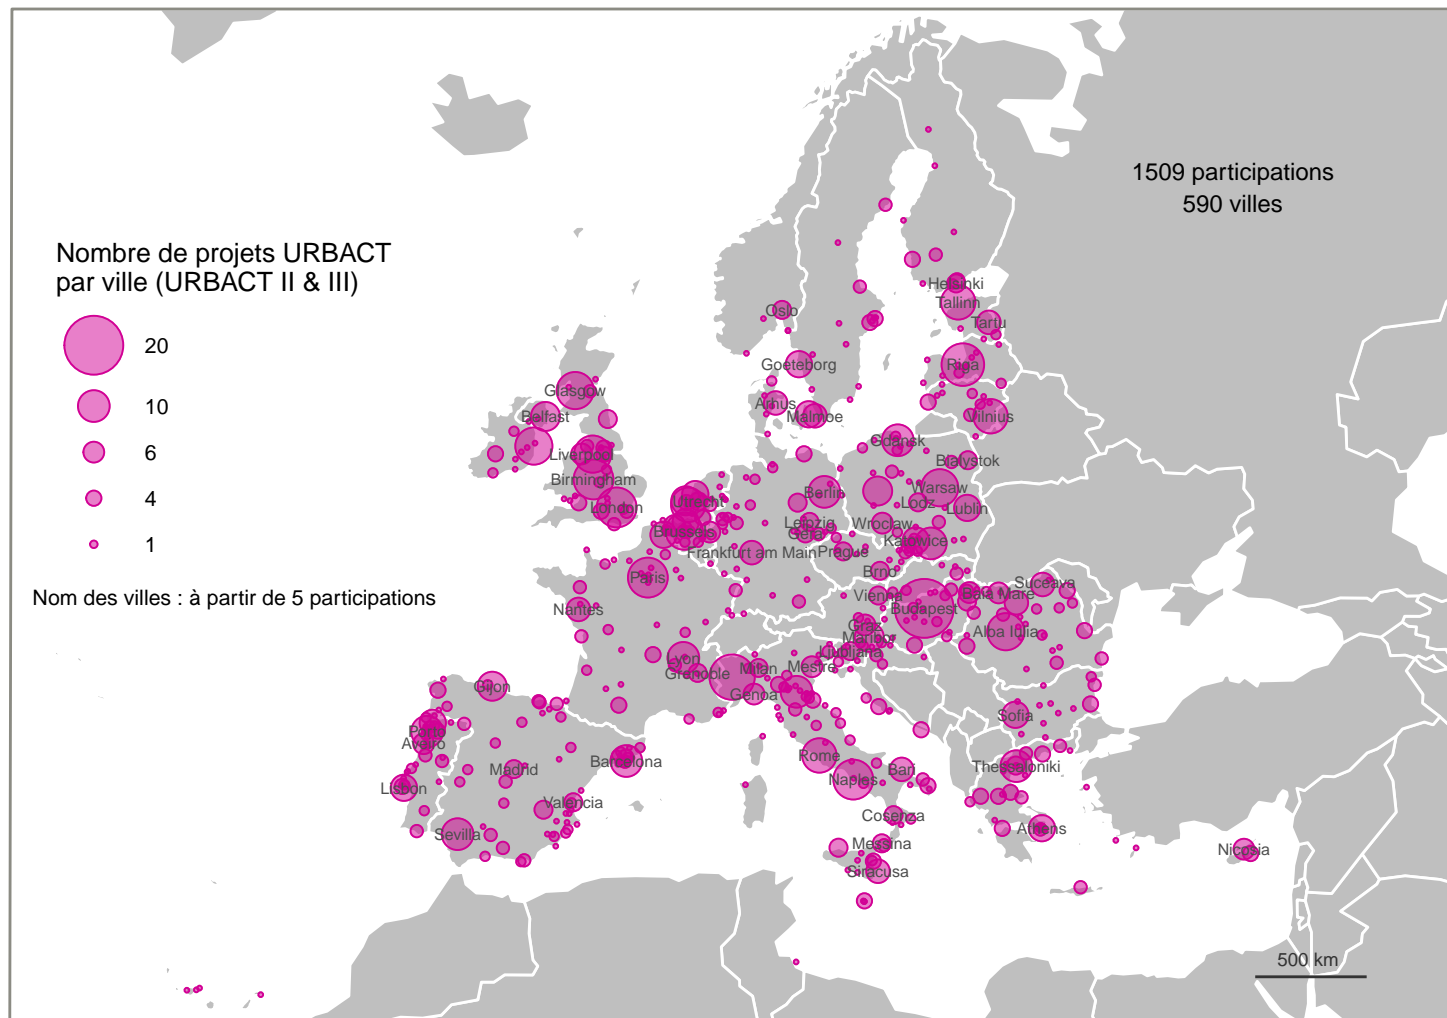 1509 participations
590 villes
Nombre de projets URBACT
par ville (URBACT II & III)
20
10
6
4
1
Nom des villes : à partir de 5 participations
Helsinki
Tallinn
Oslo
Tartu
Goeteborg
Riga
Glasgow
Arhus
Belfast
Malmoe
Vilnius
Gdansk
Liverpool
Bialystok
Birmingham
Berlin
Warsaw
Utrecht
Lodz
London
Lublin
Leipzig
Wroclaw
Brussels
Gera
Katowice
Frankfurt am Main
Prague
Paris
Brno
Suceava
Vienna
Baia Mare
Nantes
Budapest
Graz
Alba Iulia
Maribor
Ljubljana
Lyon
Milan
Mestre
Grenoble
Gijon
Genoa
Sofia
Porto
Aveiro
Rome
Barcelona
Thessaloniki
Madrid
Bari
Naples
Lisbon
Valencia
Cosenza
Sevilla
Athens
Messina
Nicosia
Siracusa
500 km